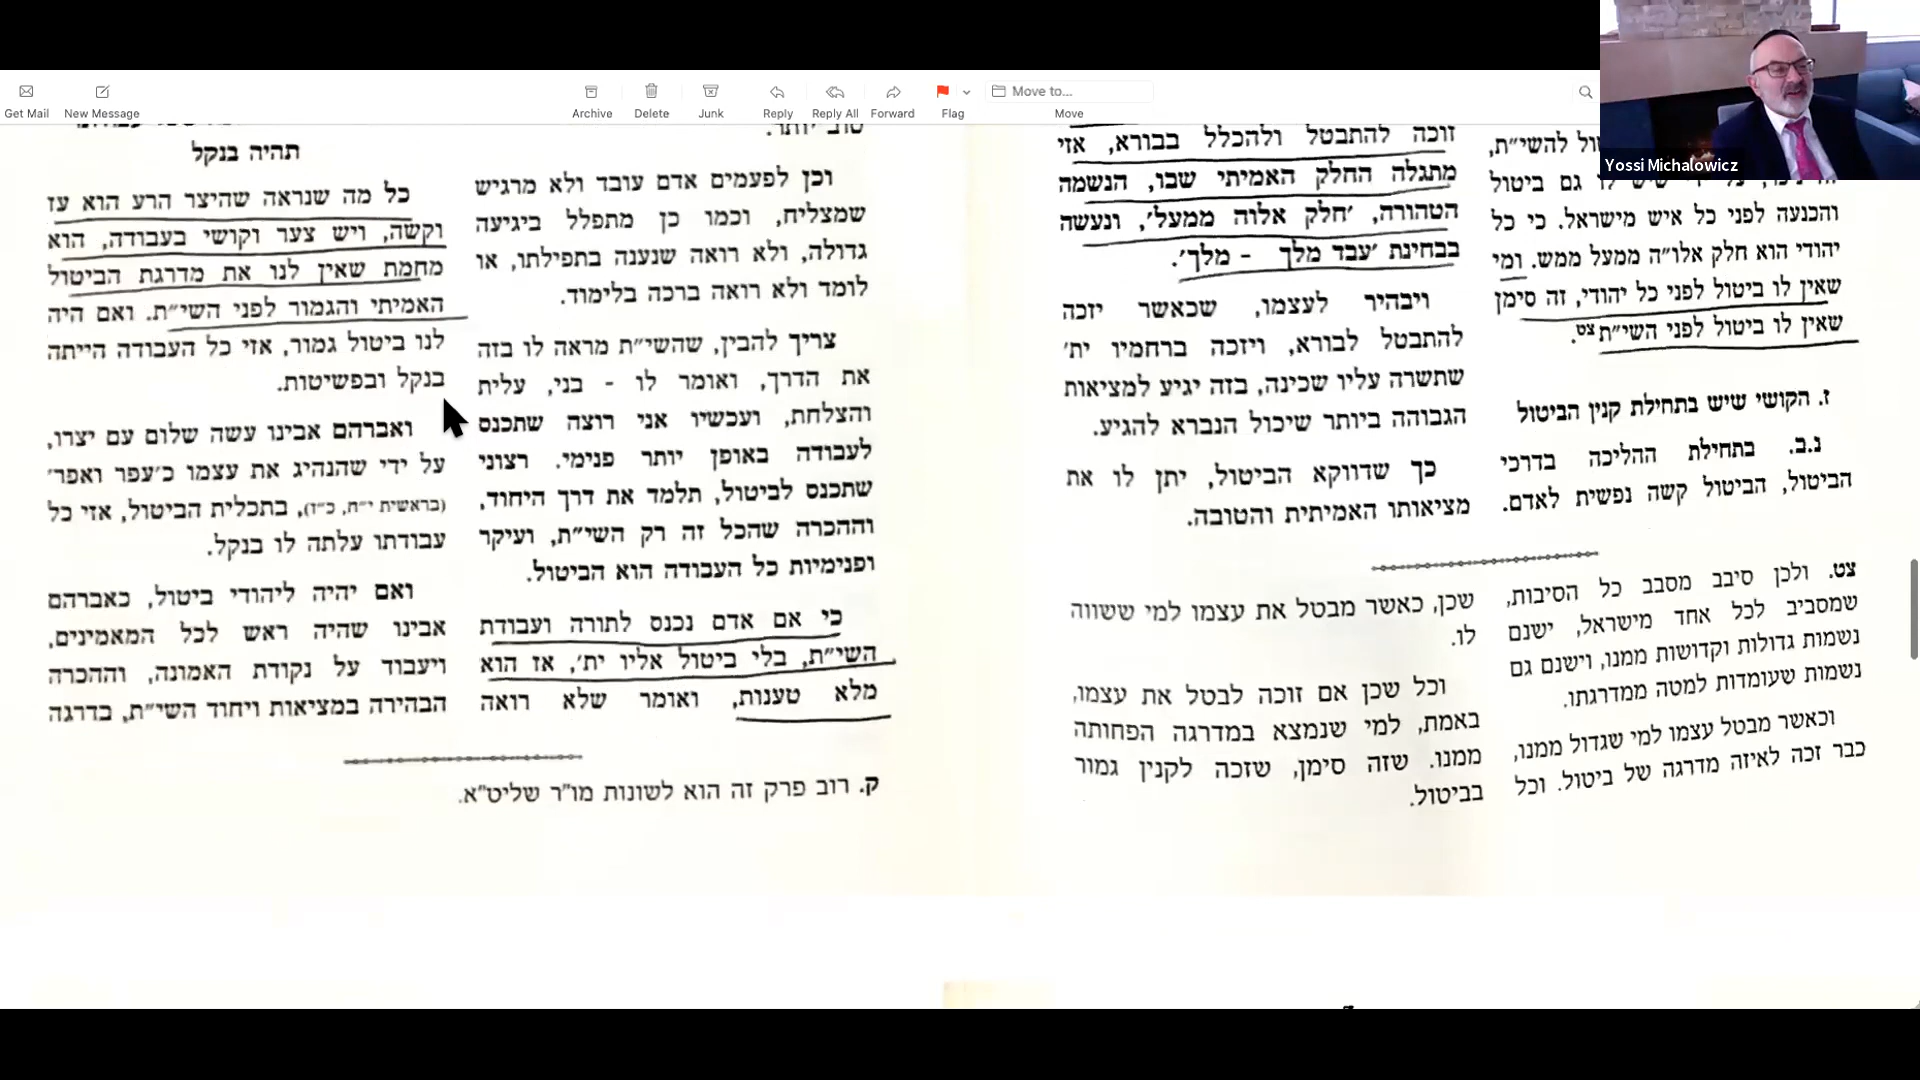 Get Mail
New Message
Archive
Delete
Junk
Reply
Reply All
Forward
Flag
Move to...
Move
Yossi Michalowicz
להשי״ת,
גם ביטול
והכנעה לפני כל איש מישראל. כי כל
יהודי הוא חלק אלו״ה ממעל ממש. ומי
שאין לו ביטול לפני כל יהודי, זה סימן
שאין לו ביטול לפני השי״ת צט.
ז. הקושי שיש בתחילת קנין הביטול
נ.ב. בתחילת ההליכה בדרכי
הביטול, הביטול קשה נפשית לאדם.
זוכה להתבטל ולהכלל בבורא, אזי
מתגלה החלק האמיתי שבו, הנשמה
הטהורה, ׳חלק אלוה ממעל׳, ונעשה
בבחינת ׳עבד מלך - מלך׳.
ויבהיר לעצמו, שכאשר יזכה
להתבטל לבורא, ויזכה ברחמיו ית׳
שתשרה עליו שכינה, בזה יגיע למציאות
הגבוהה ביותר שיכול הנברא להגיע.
כך שדווקא הביטול, יתן לו את
מציאותו האמיתית והטובה.
צט. ולכן סיבב מסבב כל הסיבות,
שמסביב לכל אחד מישראל, ישנם
נשמות גדולות וקדושות ממנו, וישנם גם
נשמות שעומדות למטה ממדרגתו.
וכאשר מבטל עצמו למי שגדול ממנו,
כבר זכה לאיזה מדרגה של ביטול. וכל
שכן, כאשר מבטל את עצמו למי ששווה
לו.
וכל שכן אם זוכה לבטל את עצמו,
באמת, למי שנמצא במדרגה הפחותה
ממנו. שזה סימן, שזכה לקנין גמור
בביטול.
טוב יותר.
וכן לפעמים אדם עובד ולא מרגיש
שמצליח, וכמו כן מתפלל ביגיעה
גדולה, ולא רואה שנענה בתפילתו, או
לומד ולא רואה ברכה בלימוד.
צריך להבין, שהשי״ת מראה לו בזה
את הדרך, ואומר לו - בני, עלית
והצלחת, ועכשיו אני רוצה שתכנס
לעבודה באופן יותר פנימי. רצוני
שתכנס לביטול, תלמד את דרך היחוד,
וההכרה שהכל זה רק השי״ת, ועיקר
ופנימיות כל העבודה הוא הביטול.
כי אם אדם נכנס לתורה ועבודת
השי״ת, בלי ביטול אליו ית׳, אז הוא
מלא טענות, ואומר שלא רואה
תהיה בנקל
כל מה שנראה שהיצר הרע הוא עז
וקשה, ויש צער וקושי בעבודה, הוא
מחמת שאין לנו את מדרגת הביטול
האמיתי והגמור לפני השי״ת. ואם היה
לנו ביטול גמור, אזי כל העבודה הייתה
בנקל ובפשיטות.
ואברהם אבינו עשה שלום עם יצרו,
על ידי שהנהיג את עצמו כ׳עפר ואפר׳
(בראשית י״ח, כ״ז), בתכלית הביטול, אזי כל
עבודתו עלתה לו בנקל.
ואם יהיה ליהודי ביטול, כאברהם
אבינו שהיה ראש לכל המאמינים,
ויעבוד על נקודת האמונה, וההכרה
הבהירה במציאות ויחוד השי״ת, בדרגה
ק. רוב פרק זה הוא לשונות מו״ר שליט״א.